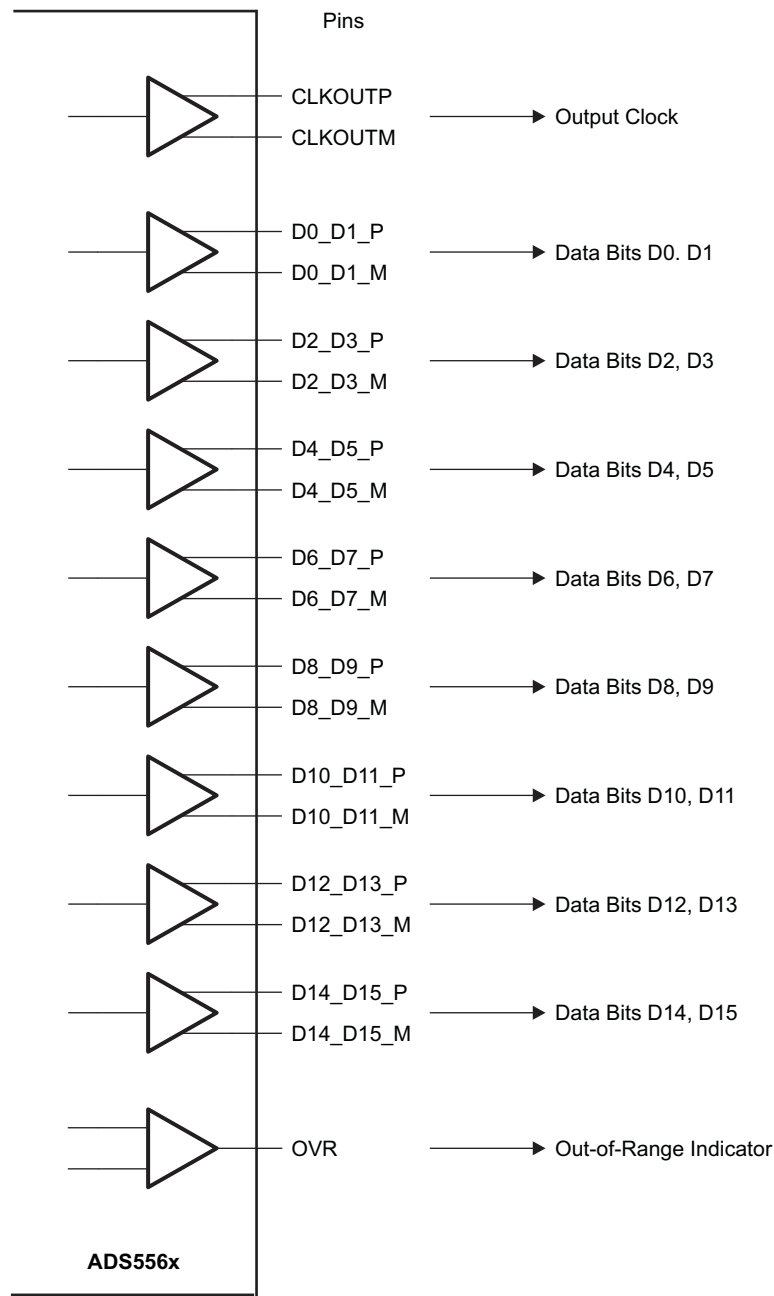 Pins
CLKOUTP
CLKOUTM
Output Clock
D0_D1_P
D0_D1_M
Data Bits D0. D1
D2_D3_P
D2_D3_M
Data Bits D2, D3
D4_D5_P
D4_D5_M
Data Bits D4, D5
D6_D7_P
D6_D7_M
Data Bits D6, D7
D8_D9_P
D8_D9_M
Data Bits D8, D9
D10_D11_P
D10_D11_M
Data Bits D10, D11
D12_D13_P
D12_D13_M
Data Bits D12, D13
D14_D15_P
D14_D15_M
Data Bits D14, D15
OVR
Out-of-Range Indicator
ADS556x